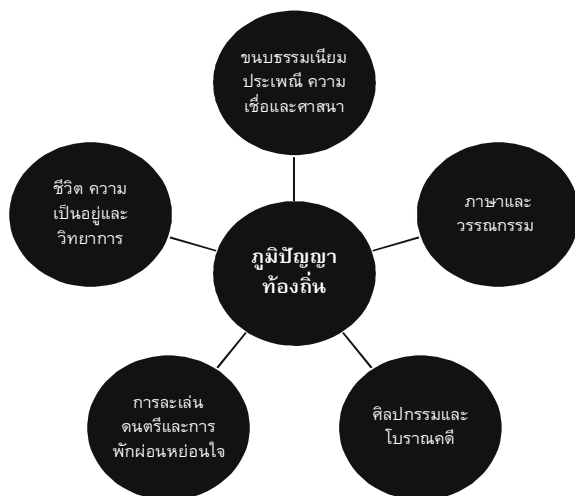 ขนบธรรมเนียม
ประเพณี ความ
เชื่อและศาสนา
ภาษาและ
วรรณกรรม
ศิลปกรรมและ
โบราณคดี
การละเล่น
ดนตรีและการ
พักผ่อนหย่อนใจ
ชีวิต ความ
เป็นอยู่และ
วิทยาการ
ภูมิปัญญา
ท้องถิ่น